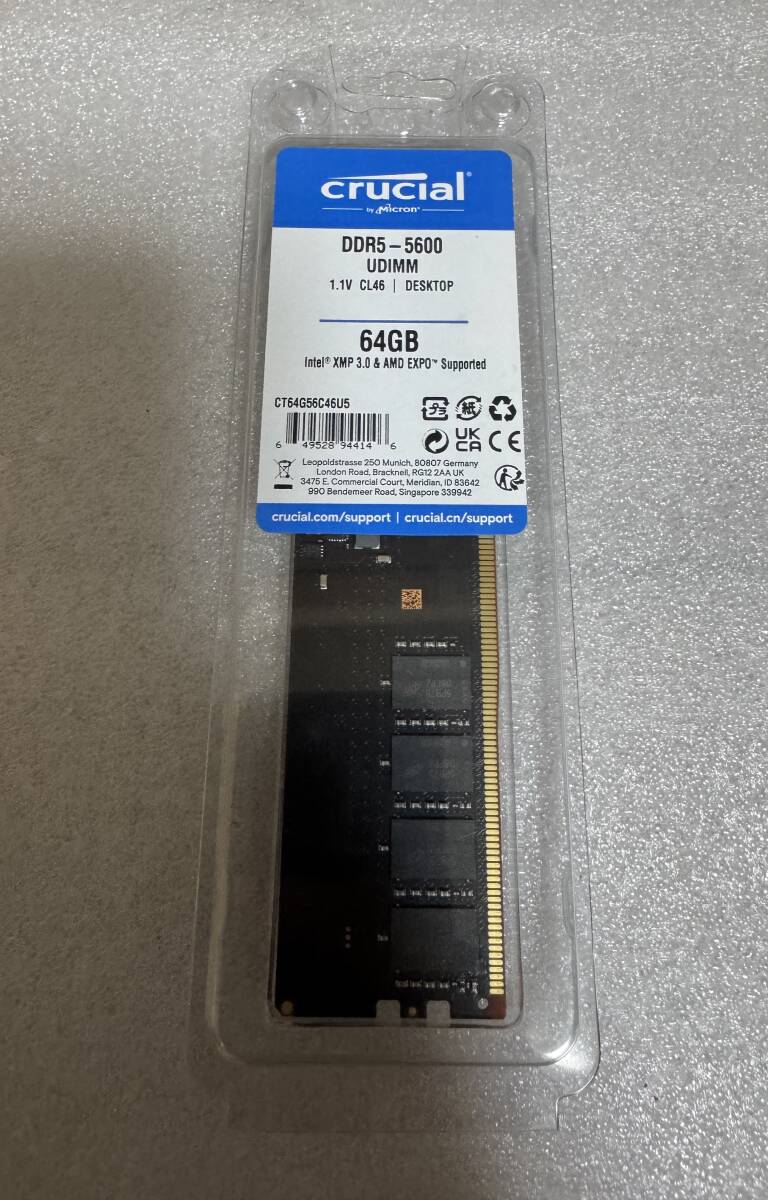 crucial®
by Micron®
DDR5-5600
UDIMM
1.1V CL46 | DESKTOP
64GB
Intel® XMP 3.0 & AMD EXPO™ Supported
CT64G56C46U5
6 49528 94414 6
プラ
紙
UK
CA
CE
Leopoldstrasse 250 Munich, 80807 Germany
London Road, Bracknell, RG12 2AA UK
3475 E. Commercial Court, Meridian, ID 83642
990 Bendemeer Road, Singapore 339942
crucial.com/support | crucial.cn/support